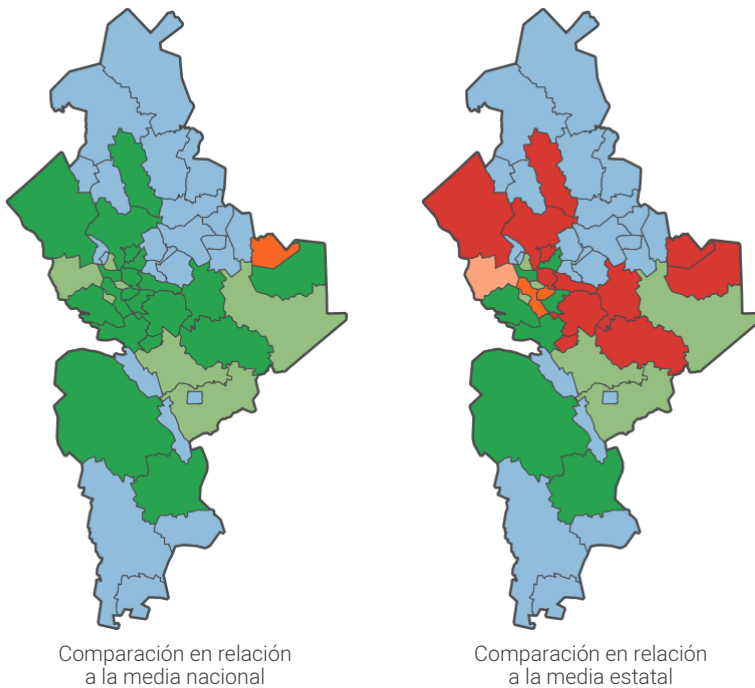 Comparación en relación
a la media nacional
Comparación en relación
a la media estatal